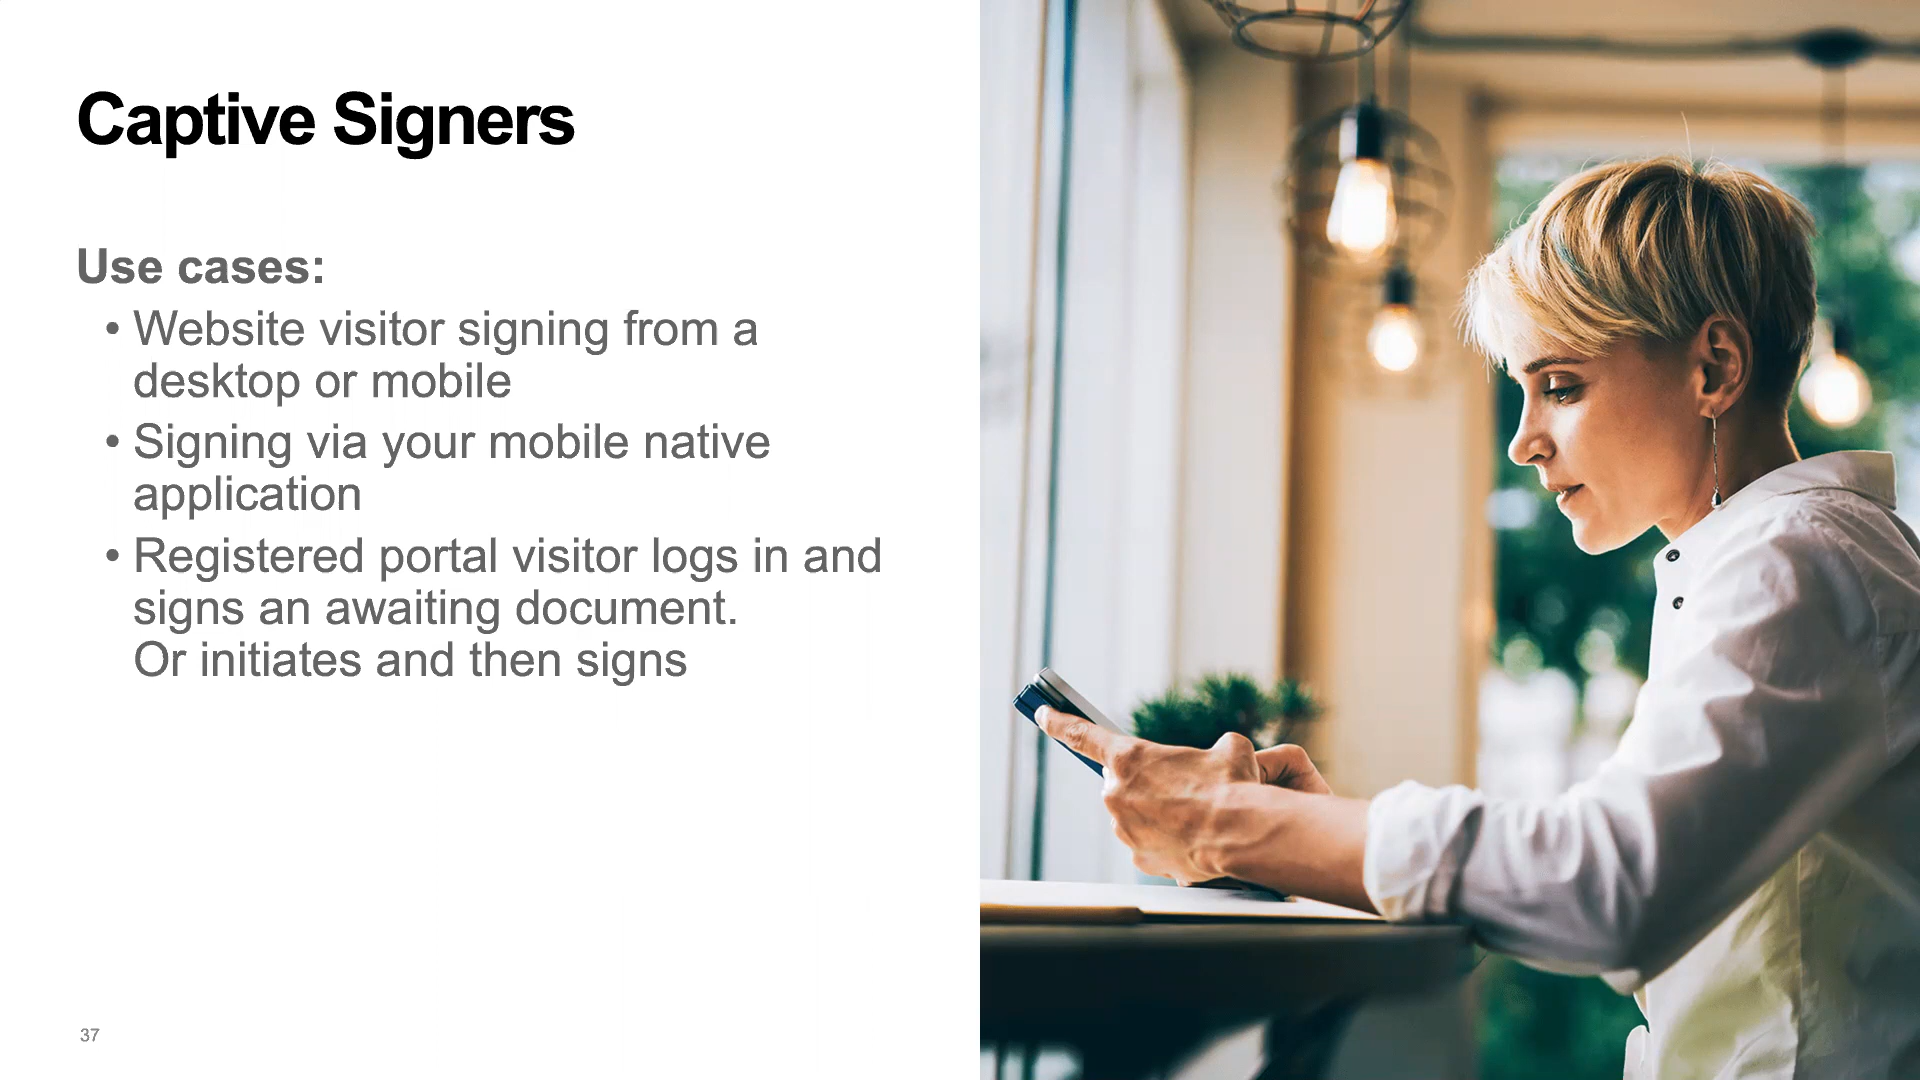 Captive Signers
Use cases:
• Website visitor signing from a
desktop or mobile
• Signing via your mobile native
application
• Registered portal visitor logs in and
signs an awaiting document.
Or initiates and then signs
37